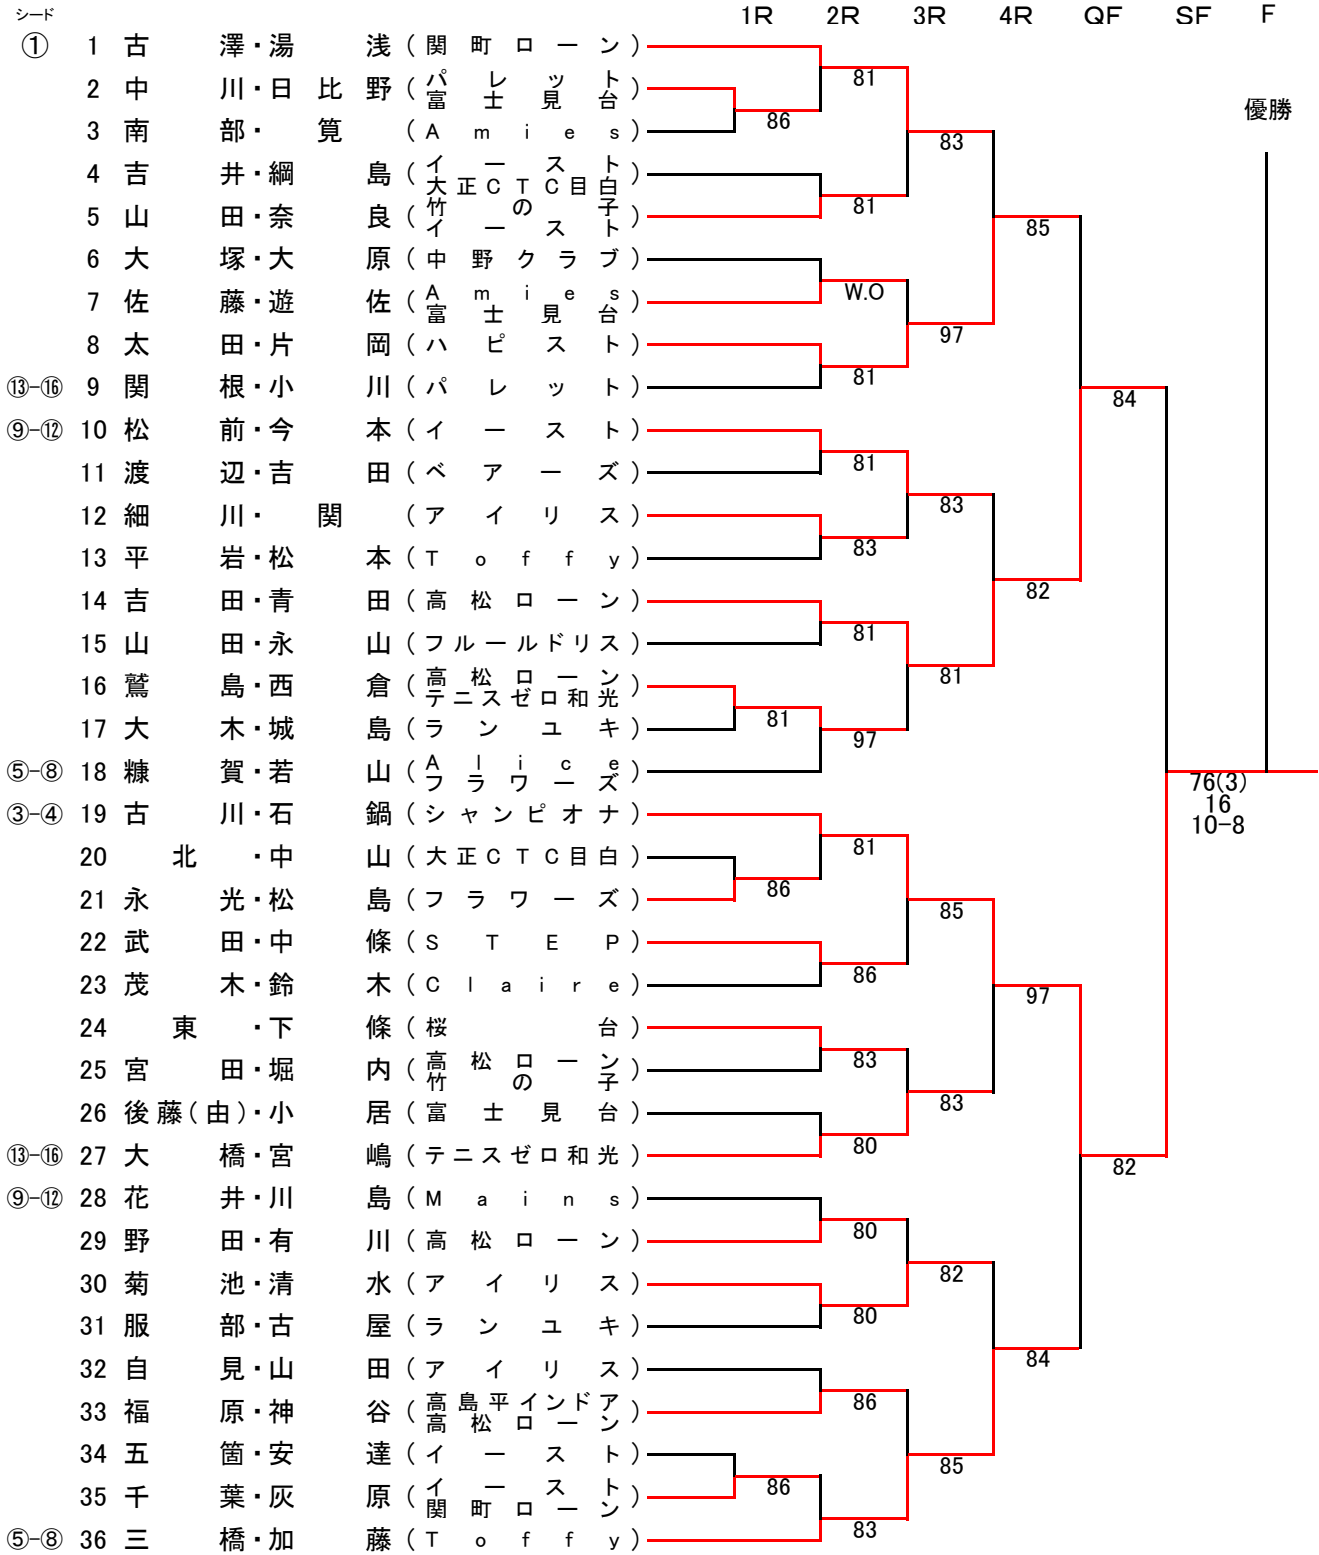 シード 1R 2R 3R 4R QF SF F
① 1 古澤・湯浅 (関町ローン)
81
2 中川・日比野 (パレット 富士見台)
86
優勝
3 南部・筧 (Amies)
83
4 吉井・綱島 (イースト 大正CTC目白)
81
5 山田・奈良 (竹の子 イースト)
85
6 大塚・大原 (中野クラブ)
W.O
7 佐藤・遊佐 (Amies 富士見台)
97
8 太田・片岡 (ハピスト)
81
⑬-⑯ 9 関根・小川 (パレット)
84
⑨-⑫ 10 松前・今本 (イースト)
81
11 渡辺・吉田 (ベアーズ)
83
12 細川・関 (アイリス)
83
13 平岩・松本 (Toffy)
82
14 吉田・青田 (高松ローン)
81
15 山田・永山 (フルールドリス)
81
16 鷲島・西倉 (高松ローン テニスゼロ和光)
81
17 大木・城島 (ランユキ)
97
⑤-⑧ 18 糠賀・若山 (Alice フラワーズ)
76(3)
16
10-8
③-④ 19 古川・石鍋 (シャンピオナ)
81
20 北・中山 (大正CTC目白)
86
21 永光・松島 (フラワーズ)
85
22 武田・中條 (STEP)
86
23 茂木・鈴木 (Claire)
97
24 東・下條 (桜台)
83
25 宮田・堀内 (高松ローン 竹の子)
83
26 後藤(由)・小居 (富士見台)
80
⑬-⑯ 27 大橋・宮嶋 (テニスゼロ和光)
82
⑨-⑫ 28 花井・川島 (Mains)
80
29 野田・有川 (高松ローン)
82
30 菊池・清水 (アイリス)
80
31 服部・古屋 (ランユキ)
84
32 自見・山田 (アイリス)
86
33 福原・神谷 (高島平インドア 高松ローン)
85
34 五箇・安達 (イースト)
86
35 千葉・灰原 (イースト 関町ローン)
83
⑤-⑧ 36 三橋・加藤 (Toffy)